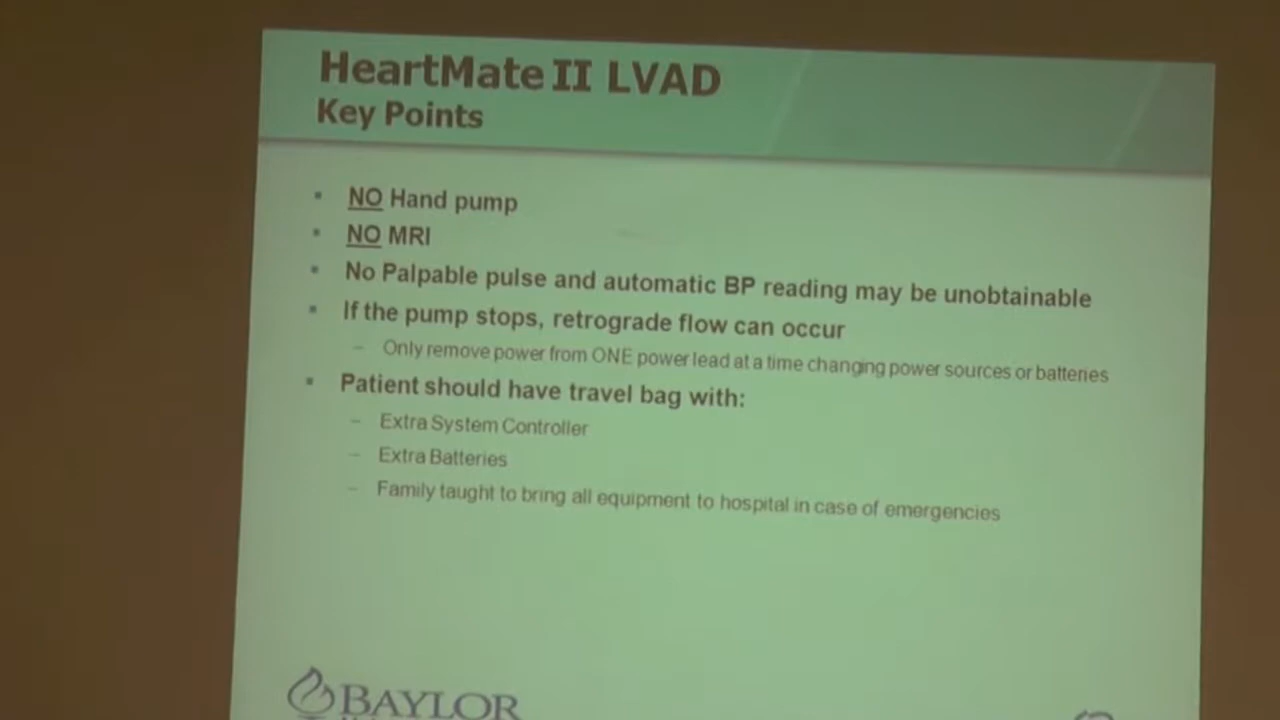 HeartMate II LVAD
Key Points
▪ NO Hand pump
▪ NO MRI
▪ No Palpable pulse and automatic BP reading may be unobtainable
▪ If the pump stops, retrograde flow can occur
– Only remove power from ONE power lead at a time changing power sources or batteries
▪ Patient should have travel bag with:
– Extra System Controller
– Extra Batteries
– Family taught to bring all equipment to hospital in case of emergencies
BAYLOR